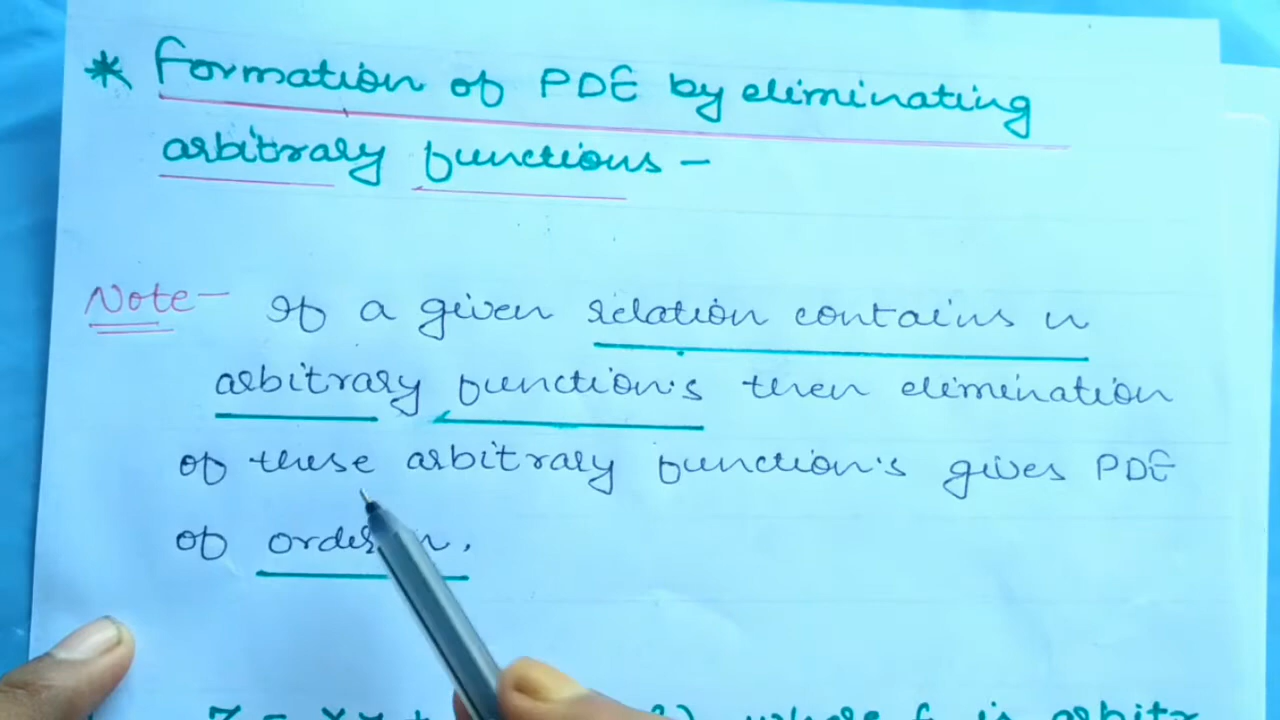 * Formation of PDE by eliminating
arbitrary functions -
Note - If a given relation contains n
arbitrary function's then elimination
of these arbitrary function's gives PDE
of order n.